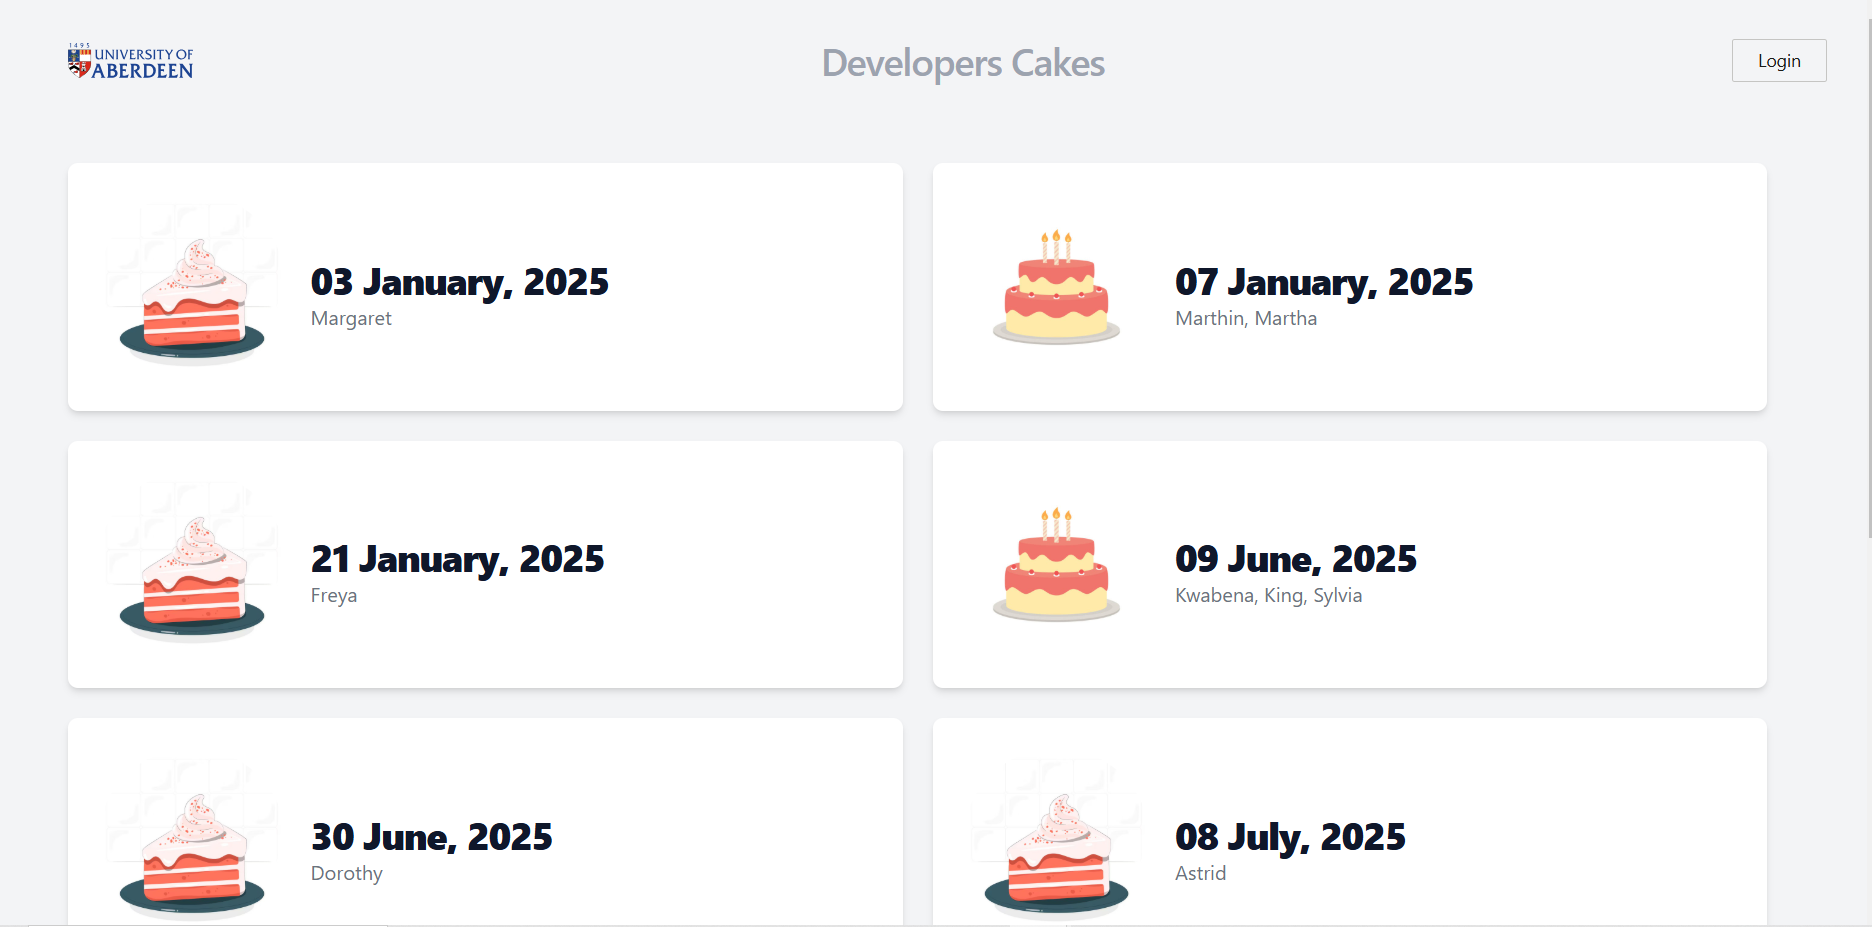 1495
UNIVERSITY OF
ABERDEEN
Developers Cakes
Login
03 January, 2025
Margaret
07 January, 2025
Marthin, Martha
21 January, 2025
Freya
09 June, 2025
Kwabena, King, Sylvia
30 June, 2025
Dorothy
08 July, 2025
Astrid